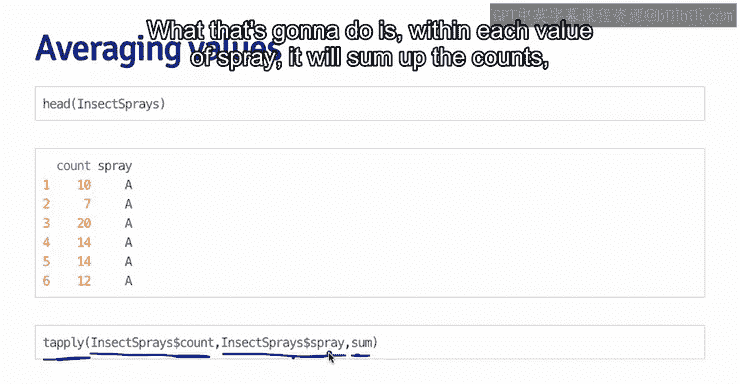 What that's gonna do is, within each value
of spray, it will sum up the counts,
Averaging values
head(InsectSprays)
count spray
1 10 A
2 7 A
3 20 A
4 14 A
5 14 A
6 12 A
tapply(InsectSprays$count,InsectSprays$spray,sum)